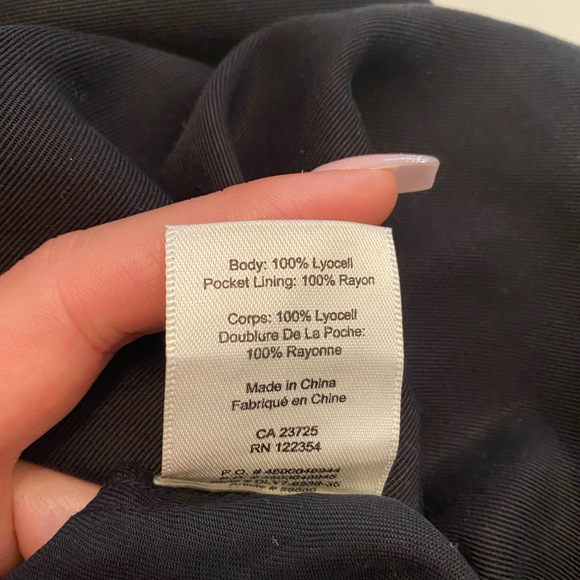 Body: 100% Lyocell
Pocket Lining: 100% Rayon
Corps: 100% Lyocell
Doublure De La Poche:
100% Rayonne
Made in China
Fabriqué en Chine
CA 23725
RN 122354
P.O. # 4500048944